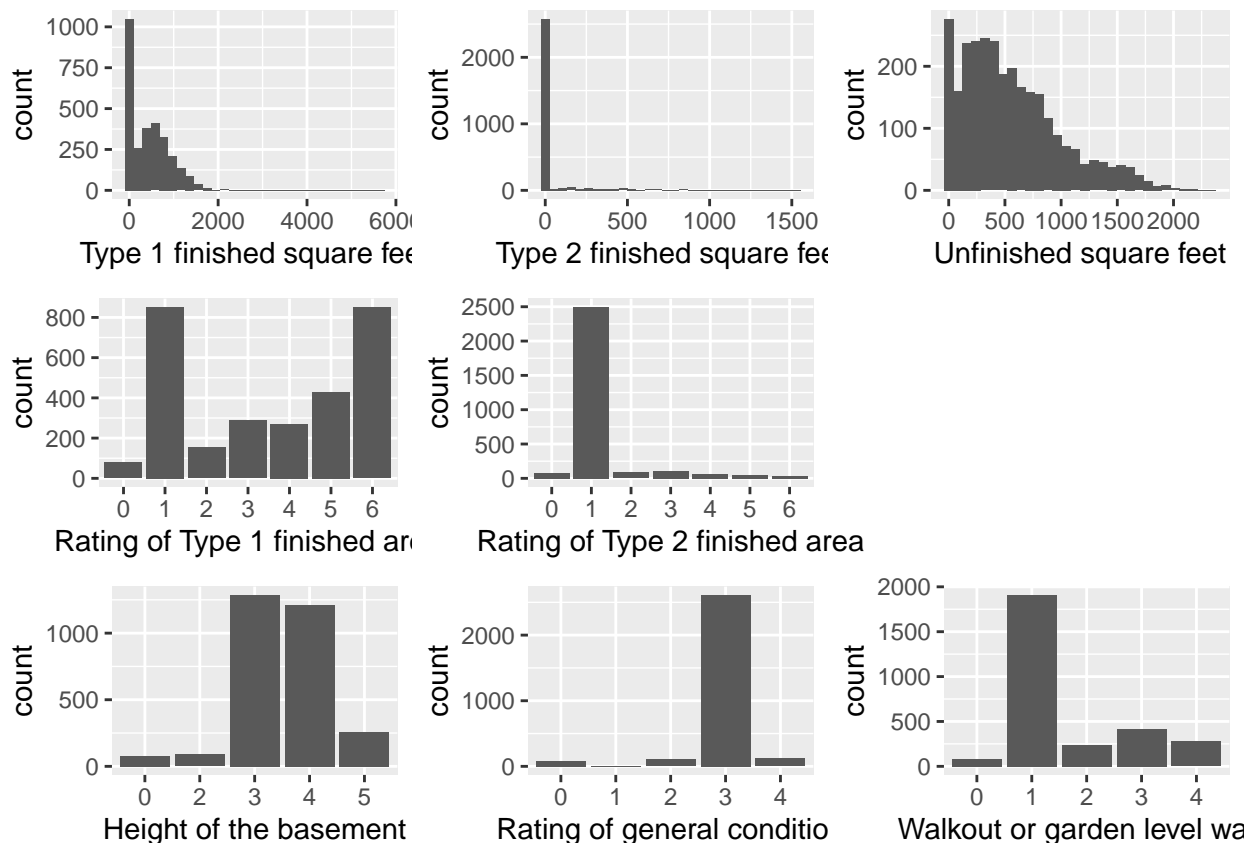 count
1000
750
500
250
0
0 2000 4000 6000
Type 1 finished square fee
count
2000
1000
0
0 500 1000 1500
Type 2 finished square fee
count
200
100
0
0 500 1000 1500 2000
Unfinished square feet
count
800
600
400
200
0
0 1 2 3 4 5 6
Rating of Type 1 finished are
count
2500
2000
1500
1000
500
0
0 1 2 3 4 5 6
Rating of Type 2 finished area
count
1000
500
0
0 2 3 4 5
Height of the basement
count
2000
1000
0
0 1 2 3 4
Rating of general conditio
count
2000
1500
1000
500
0
0 1 2 3 4
Walkout or garden level wa